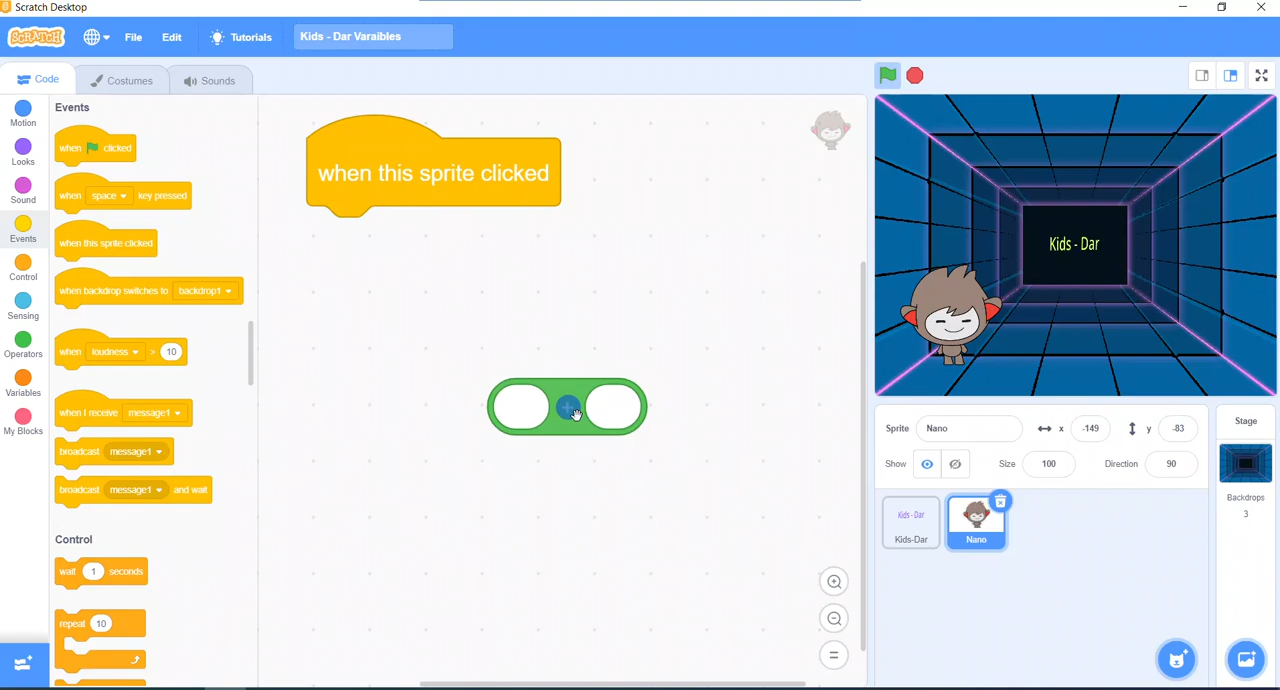 Scratch Desktop
SCRATCH File Edit Tutorials Kids - Dar Varaibles
Code Costumes Sounds
Motion
Looks
Sound
Events
Control
Sensing
Operators
Variables
My Blocks
Events
when clicked
when space key pressed
when this sprite clicked
when backdrop switches to backdrop1
when loudness > 10
when I receive message1
broadcast message1
broadcast message1 and wait
Control
wait 1 seconds
repeat 10
when this sprite clicked
+
Kids - Dar
Sprite Nano x -149 y -83
Show Size 100 Direction 90
Kids - Dar
Kids-Dar
Nano
Stage
Backdrops
3